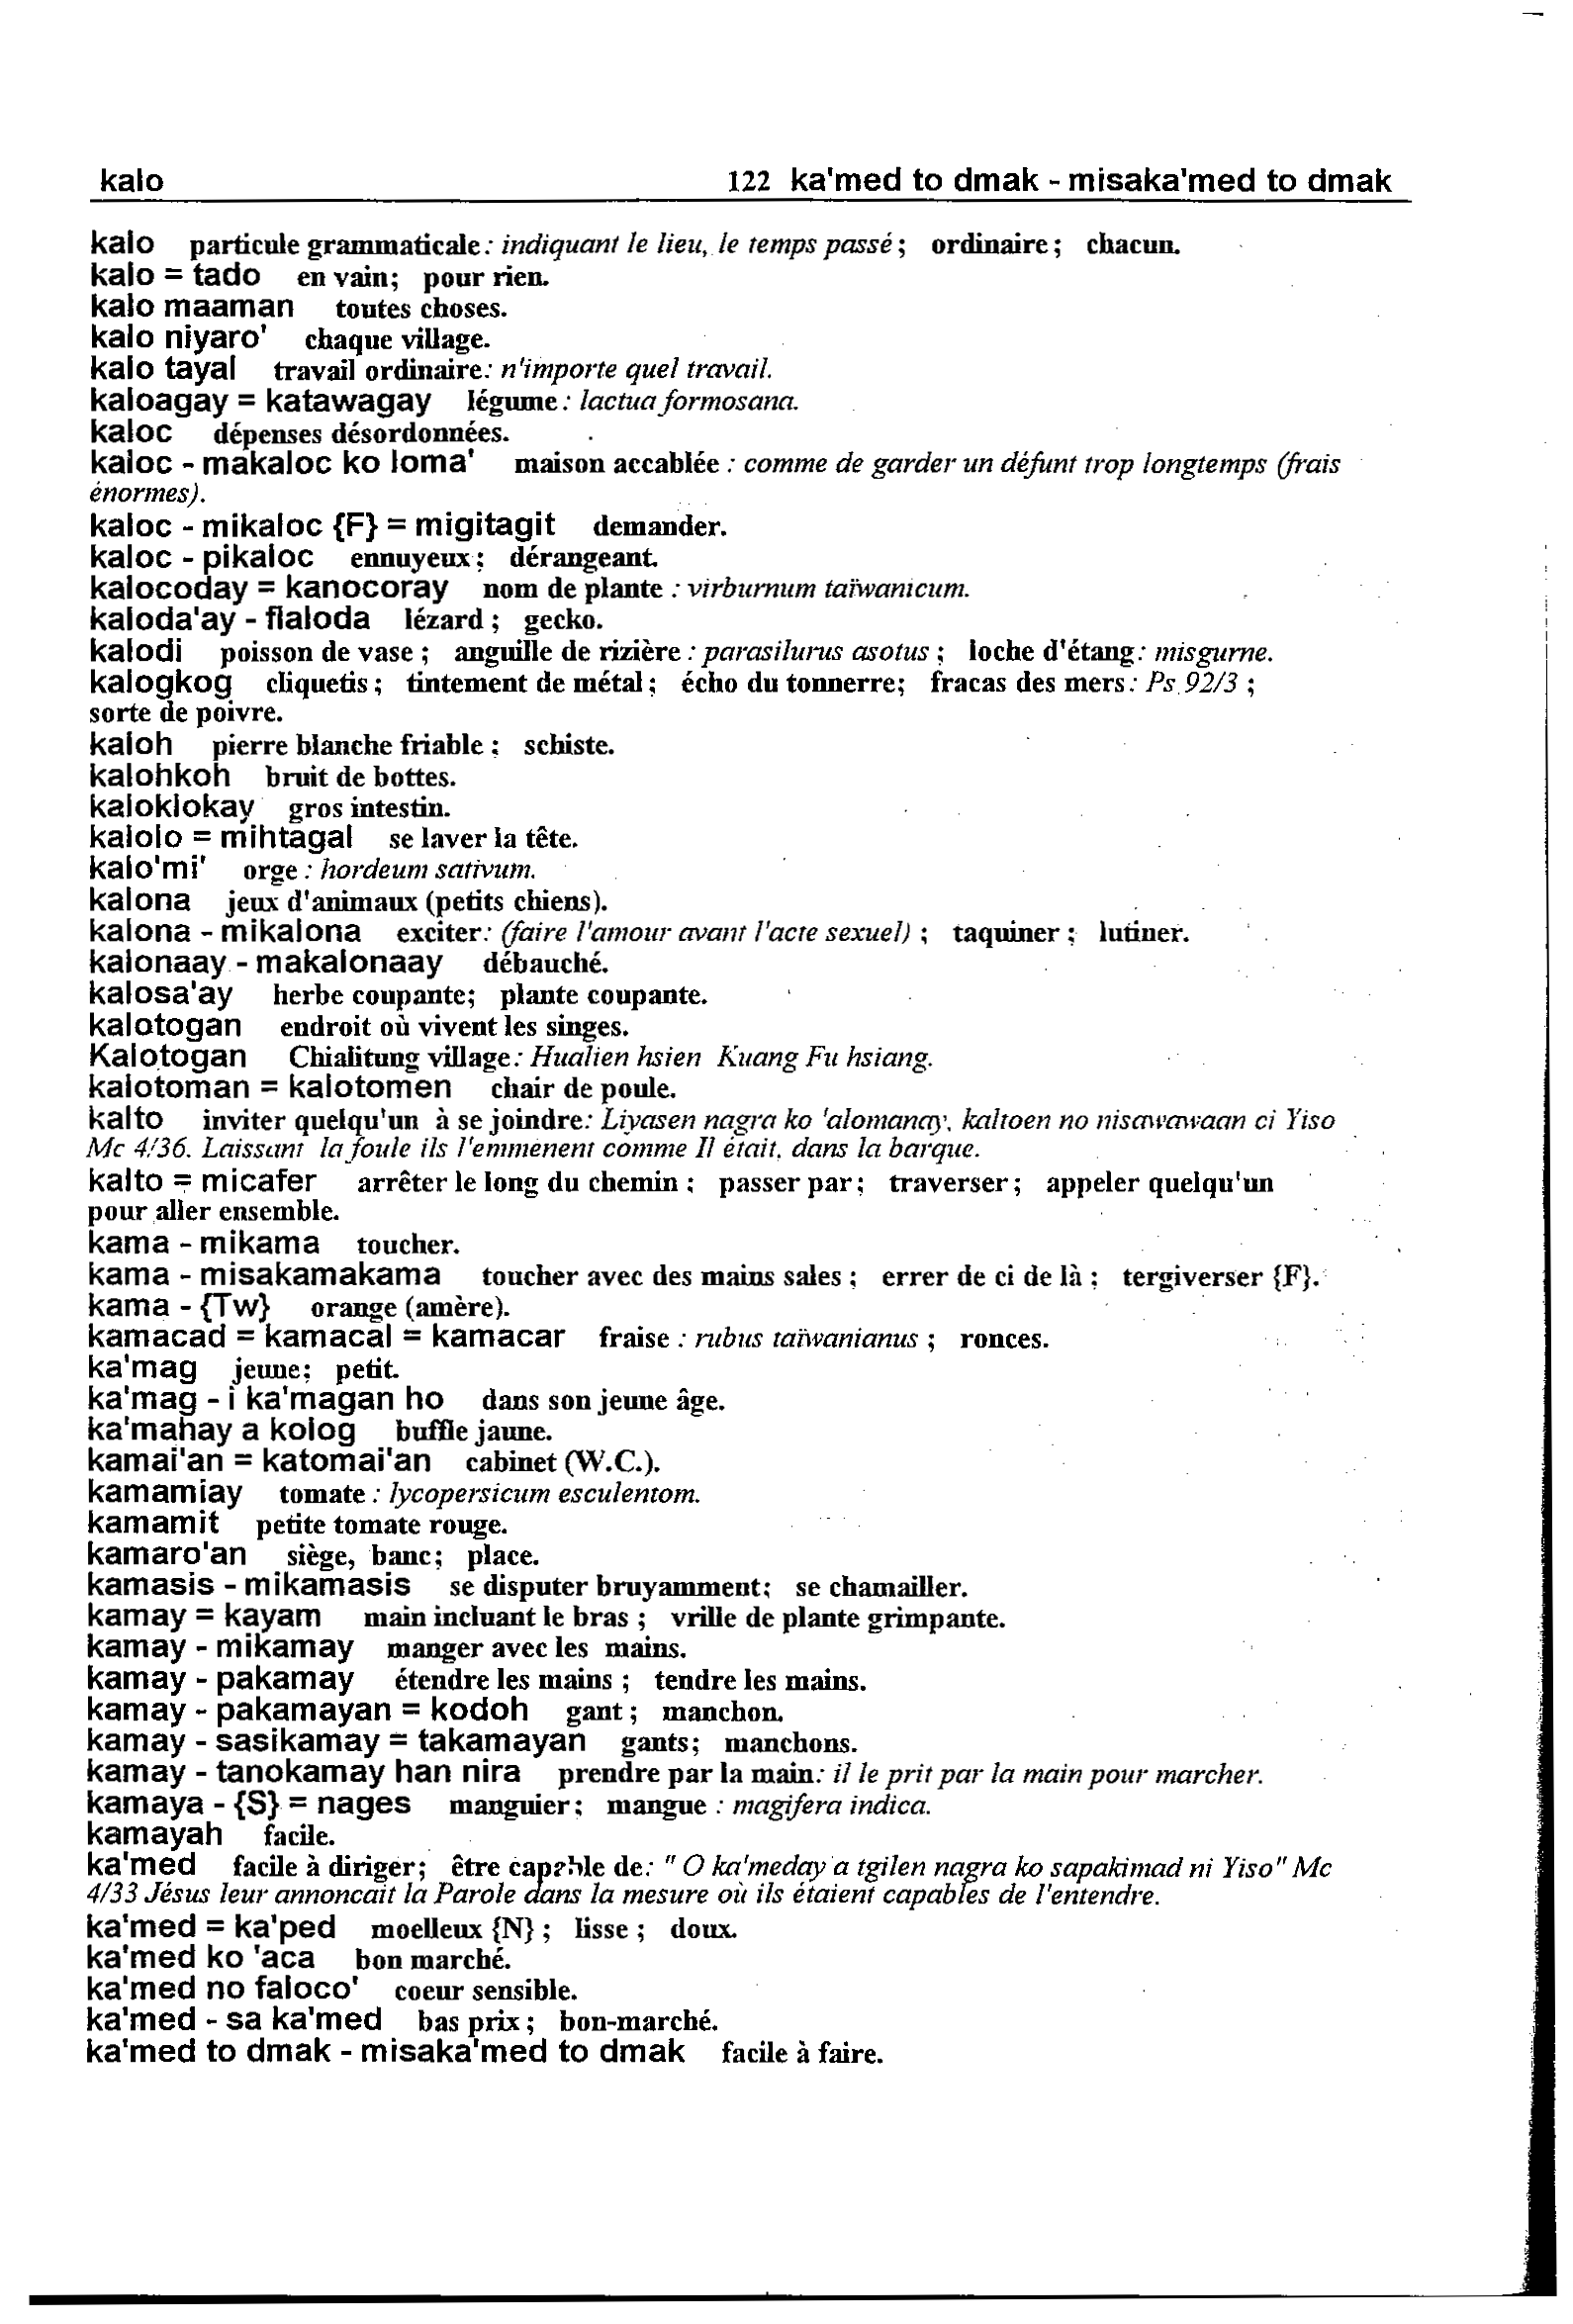 kalo 122 ka'med to dmak - misaka'med to dmak
kalo particule grammaticale: indiquant le lieu, le temps passé; ordinaire; chacun.
kalo = tado en vain; pour rien.
kalo maaman toutes choses.
kalo niyaro' chaque village.
kalo tayal travail ordinaire: n'importe quel travail.
kaloagay = katawagay légume: lactua formosana.
kaloc dépenses désordonnées.
kaloc - makaloc ko loma' maison accablée : comme de garder un défunt trop longtemps (frais
énormes).
kaloc - mikaloc {F} = migitagit demander.
kaloc - pikaloc ennuyeux; dérangeant.
kalocoday = kanocoray nom de plante : virburnum taïwanicum.
kaloda'ay - flaloda lézard ; gecko.
kalodi poisson de vase ; anguille de rizière : parasilurus asotus ; loche d'étang: misgurne.
kalogkog cliquetis; tintement de métal; écho du tonnerre; fracas des mers: Ps 92/3 ;
sorte de poivre.
kaloh pierre blanche friable ; schiste.
kalohkoh bruit de bottes.
kaloklokay gros intestin.
kalolo = mihtagal se laver la tête.
kalo'mi' orge : hordeum sativum.
kalona jeux d'animaux (petits chiens).
kalona - mikalona exciter: (faire l'amour avant l'acte sexuel) ; taquiner ; lutiner.
kalonaay - makalonaay débauché.
kalosa'ay herbe coupante; plante coupante.
kalotogan endroit où vivent les singes.
Kalotogan Chialitung village: Hualien hsien Kuang Fu hsiang.
kalotoman = kalotomen chair de poule.
kalto inviter quelqu'un à se joindre: Liyasen nagra ko 'alomanay, kaltoen no nisawawaan ci Yiso
Mc 4/36. Laissant la foule ils l'emmenent comme Il était, dans la barque.
kalto = micafer arrêter le long du chemin ; passer par; traverser; appeler quelqu'un
pour aller ensemble.
kama - mikama toucher.
kama - misakamakama toucher avec des mains sales ; errer de ci de là ; tergiverser {F}.
kama - {Tw} orange (amère).
kamacad = kamacal = kamacar fraise : rubus taïwanianus ; ronces.
ka'mag jeune; petit.
ka'mag - i ka'magan ho dans son jeune âge.
ka'mahay a kolog buffle jaune.
kamai'an = katomai'an cabinet (W.C.).
kamamiay tomate : lycopersicum esculentom.
kamamit petite tomate rouge.
kamaro'an siège, banc; place.
kamasis - mikamasis se disputer bruyamment; se chamailler.
kamay = kayam main incluant le bras ; vrille de plante grimpante.
kamay - mikamay manger avec les mains.
kamay - pakamay étendre les mains ; tendre les mains.
kamay - pakamayan = kodoh gant; manchon.
kamay - sasikamay = takamayan gants; manchons.
kamay - tanokamay han nira prendre par la main: il le prit par la main pour marcher.
kamaya - {S} = nages manguier; mangue : magifera indica.
kamayah facile.
ka'med facile à diriger; être capable de: " O ka'meday a tgilen nagra ko sapakimad ni Yiso" Mc
4/33 Jésus leur annoncait la Parole dans la mesure où ils étaient capables de l'entendre.
ka'med = ka'ped moelleux {N} ; lisse ; doux.
ka'med ko 'aca bon marché.
ka'med no faloco' coeur sensible.
ka'med - sa ka'med bas prix ; bon-marché.
ka'med to dmak - misaka'med to dmak facile à faire.